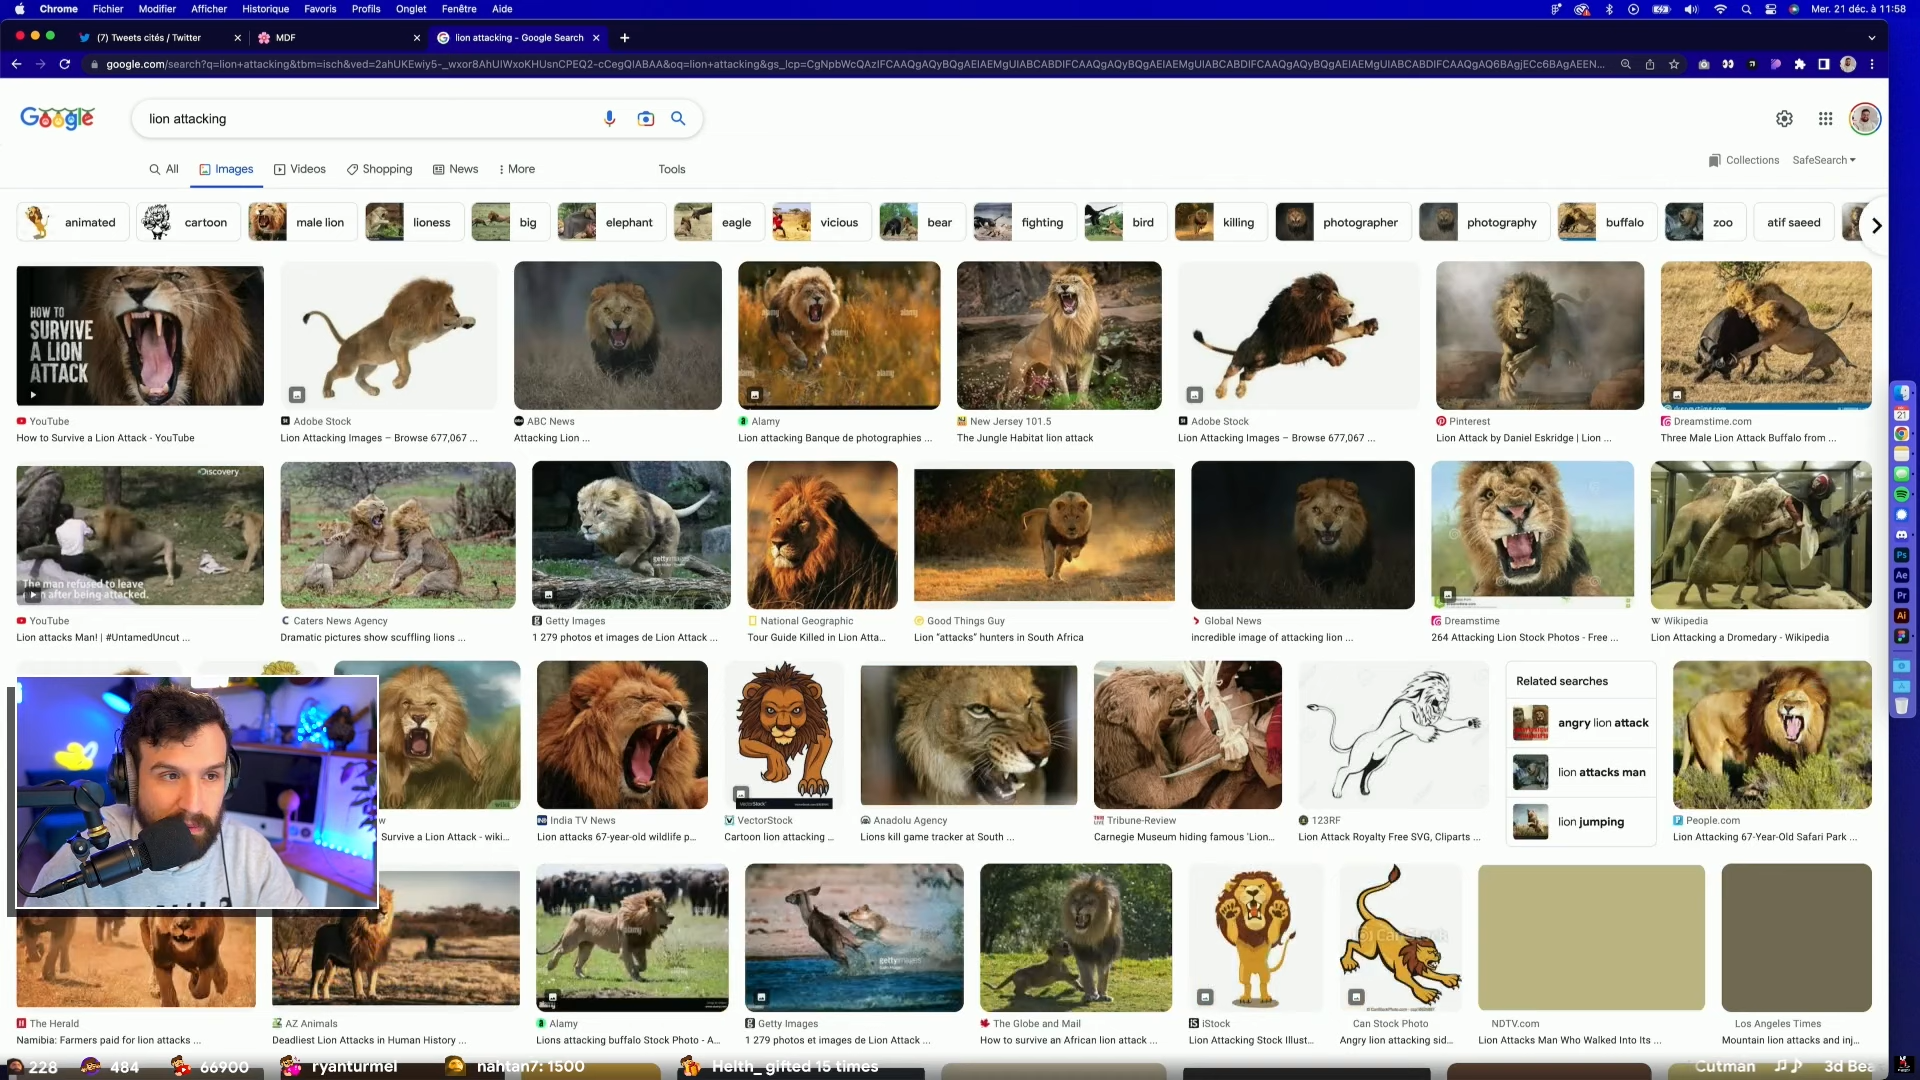 Chrome Fichier Modifier Afficher Historique Favoris Profils Onglet Fenêtre Aide
Mer. 21 déc. à 11:58
(7) Tweets cités / Twitter
MDF
lion attacking - Google Search
Google
lion attacking
All Images Videos Shopping News More Tools
Collections SafeSearch
animated cartoon male lion lioness big elephant eagle vicious bear fighting bird killing photographer photography buffalo zoo atif saeed
HOW TO
SURVIVE
A LION
ATTACK
YouTube
How to Survive a Lion Attack - YouTube
Adobe Stock
Lion Attacking Images – Browse 677,067 ...
ABC News
Attacking Lion ...
alamy
Alamy
Lion attacking Banque de photographies ...
New Jersey 101.5
The Jungle Habitat lion attack
Adobe Stock
Lion Attacking Images – Browse 677,067 ...
Pinterest
Lion Attack by Daniel Eskridge | Lion ...
Dreamstime.com
Three Male Lion Attack Buffalo from ...
Discovery
The man refused to leave
after being attacked.
YouTube
Lion attacks Man! | #UntamedUncut ...
Caters News Agency
Dramatic pictures show scuffling lions ...
gettyimages
Getty Images
1 279 photos et images de Lion Attack ...
National Geographic
Tour Guide Killed in Lion Atta...
Good Things Guy
Lion "attacks" hunters in South Africa
Global News
incredible image of attacking lion ...
Dreamstime
264 Attacking Lion Stock Photos - Free ...
Wikipedia
Lion Attacking a Dromedary - Wikipedia
Survive a Lion Attack - wiki...
India TV News
Lion attacks 67-year-old wildlife p...
VectorStock
VectorStock
Cartoon lion attacking ...
Anadolu Agency
Lions kill game tracker at South ...
Tribune-Review
Carnegie Museum hiding famous 'Lion...
123RF
Lion Attack Royalty Free SVG, Cliparts ...
Related searches
angry lion attack
lion attacks man
lion jumping
People.com
Lion Attacking 67-Year-Old Safari Park ...
The Herald
Namibia: Farmers paid for lion attacks ...
AZ Animals
Deadliest Lion Attacks in Human History ...
alamy
Alamy
Lions attacking buffalo Stock Photo - A...
gettyimages
Getty Images
1 279 photos et images de Lion Attack ...
The Globe and Mail
How to survive an African lion attack ...
iStock
Lion Attacking Stock Illust...
CanStock
Can Stock Photo
Angry lion attacking sid...
NDTV.com
Lion Attacks Man Who Walked Into Its ...
Los Angeles Times
Mountain lion attacks and inj...
228 484 66900 ryanturmel nahtan7: 1500 Helth_ gifted 15 times Cutman 3d Bea
Ps
Ae
Pr
Ai